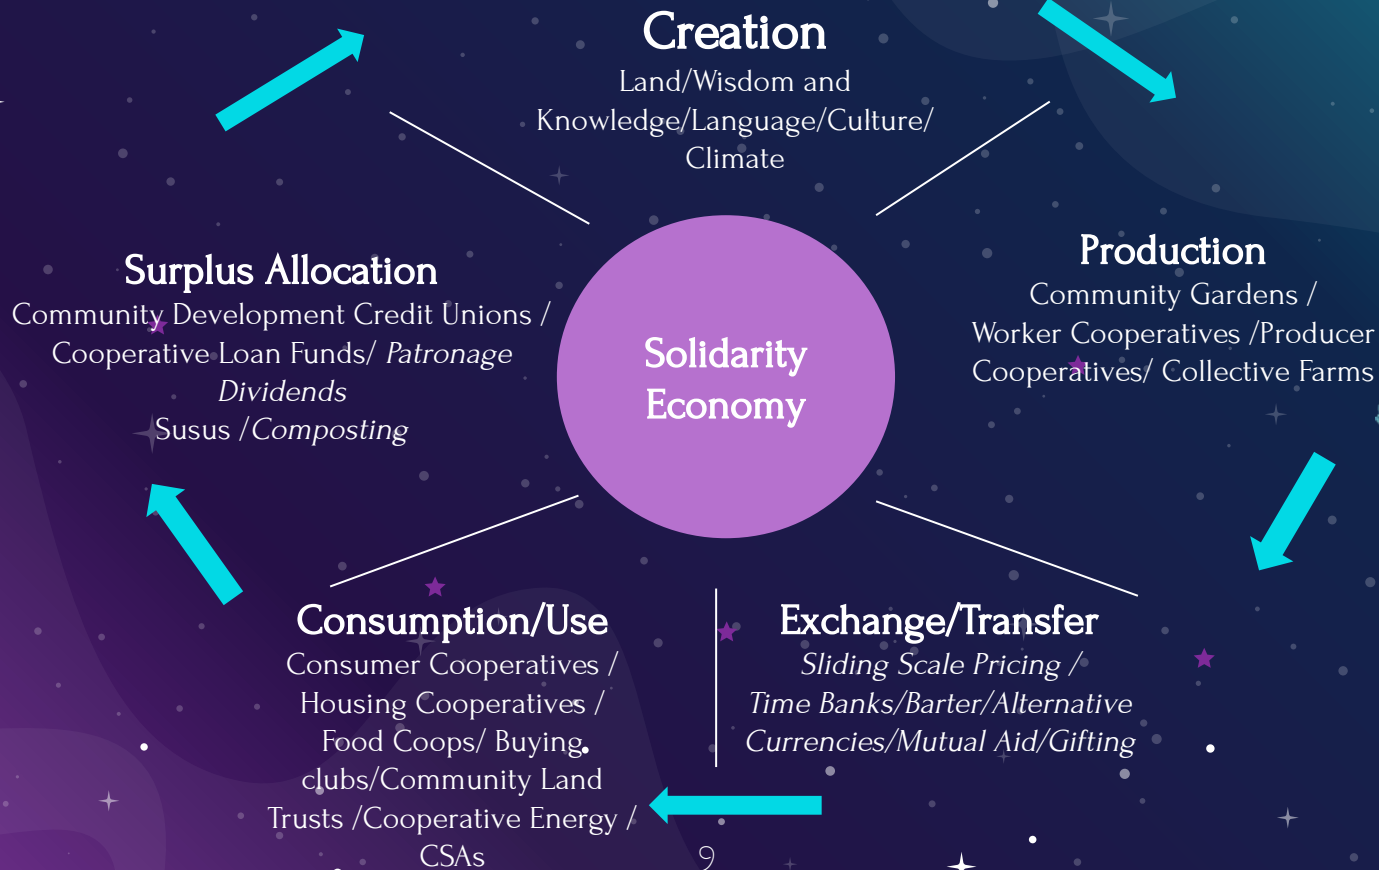 Creation
Land/Wisdom and
Knowledge/Language/Culture/
Climate
Surplus Allocation
Community Development Credit Unions /
Cooperative Loan Funds/ Patronage
Dividends
Susus /Composting
Solidarity
Economy
Production
Community Gardens /
Worker Cooperatives /Producer
Cooperatives/ Collective Farms
Consumption/Use
Consumer Cooperatives /
Housing Cooperatives /
Food Coops/ Buying
clubs/Community Land
Trusts /Cooperative Energy /
CSAs
Exchange/Transfer
Sliding Scale Pricing /
Time Banks/Barter/Alternative
Currencies/Mutual Aid/Gifting
9